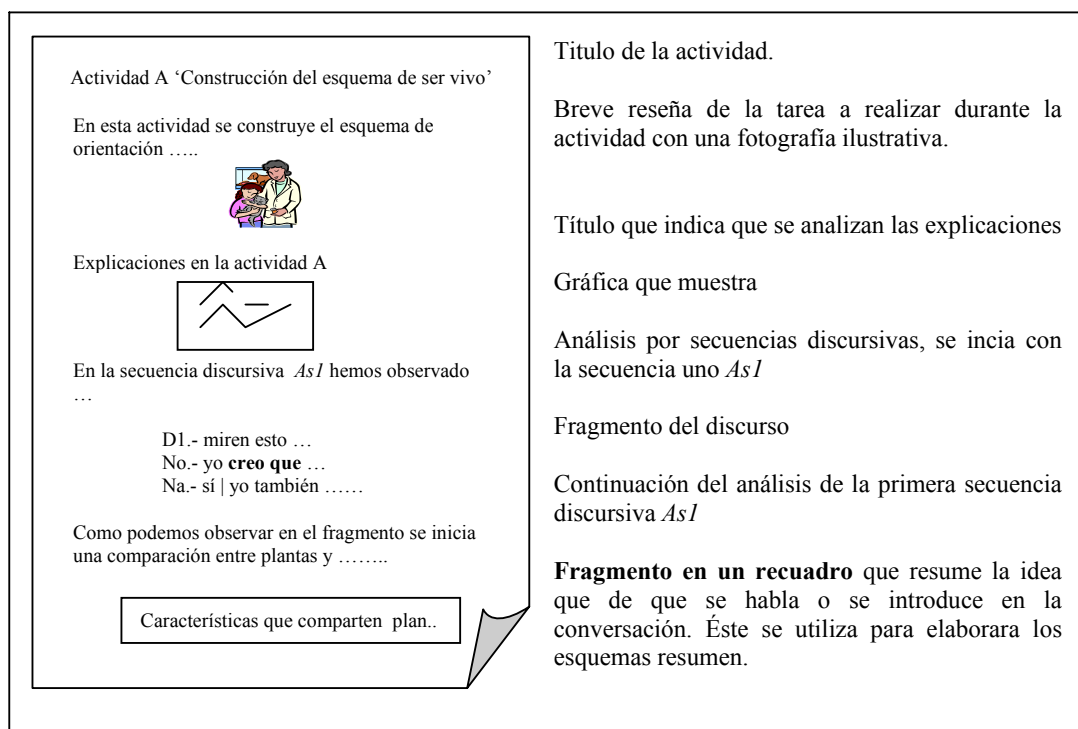 Actividad A ‘Construcción del esquema de ser vivo’
En esta actividad se construye el esquema de
orientación …..
Explicaciones en la actividad A
En la secuencia discursiva As1 hemos observado
…
D1.- miren esto …
No.- yo creo que …
Na.- sí | yo también ……
Como podemos observar en el fragmento se inicia
una comparación entre plantas y ……..
Características que comparten plan..
Titulo de la actividad.
Breve reseña de la tarea a realizar durante la
actividad con una fotografía ilustrativa.
Título que indica que se analizan las explicaciones
Gráfica que muestra
Análisis por secuencias discursivas, se incia con
la secuencia uno As1
Fragmento del discurso
Continuación del análisis de la primera secuencia
discursiva As1
Fragmento en un recuadro que resume la idea
que de que se habla o se introduce en la
conversación. Éste se utiliza para elaborara los
esquemas resumen.